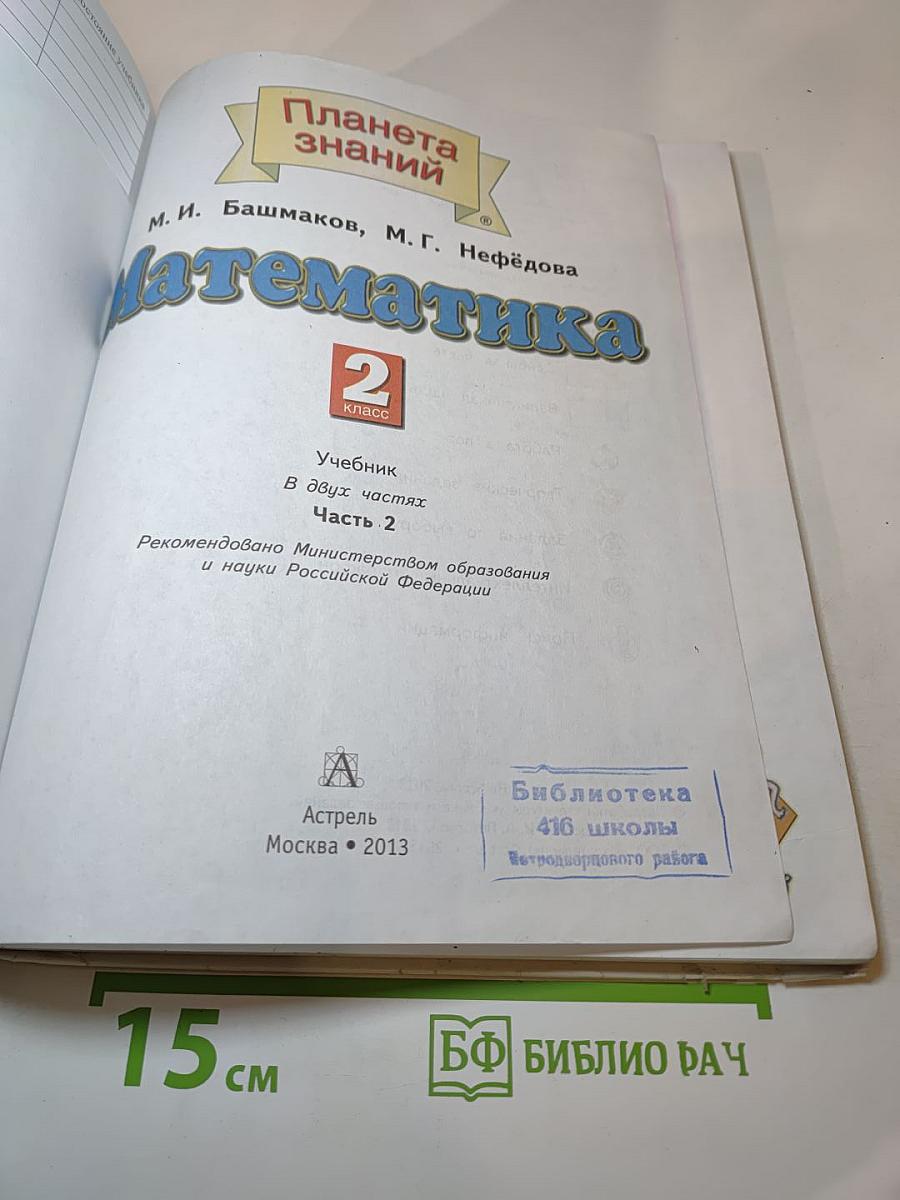 Планета
знаний
®
М. И. Башмаков, М. Г. Нефёдова
Математика
2
класс
Учебник
В двух частях
Часть 2
Рекомендовано Министерством образования
и науки Российской Федерации
А
Астрель
Москва • 2013
Библиотека
416 школы
Петродворцового района
15 см
БФ БИБЛИО